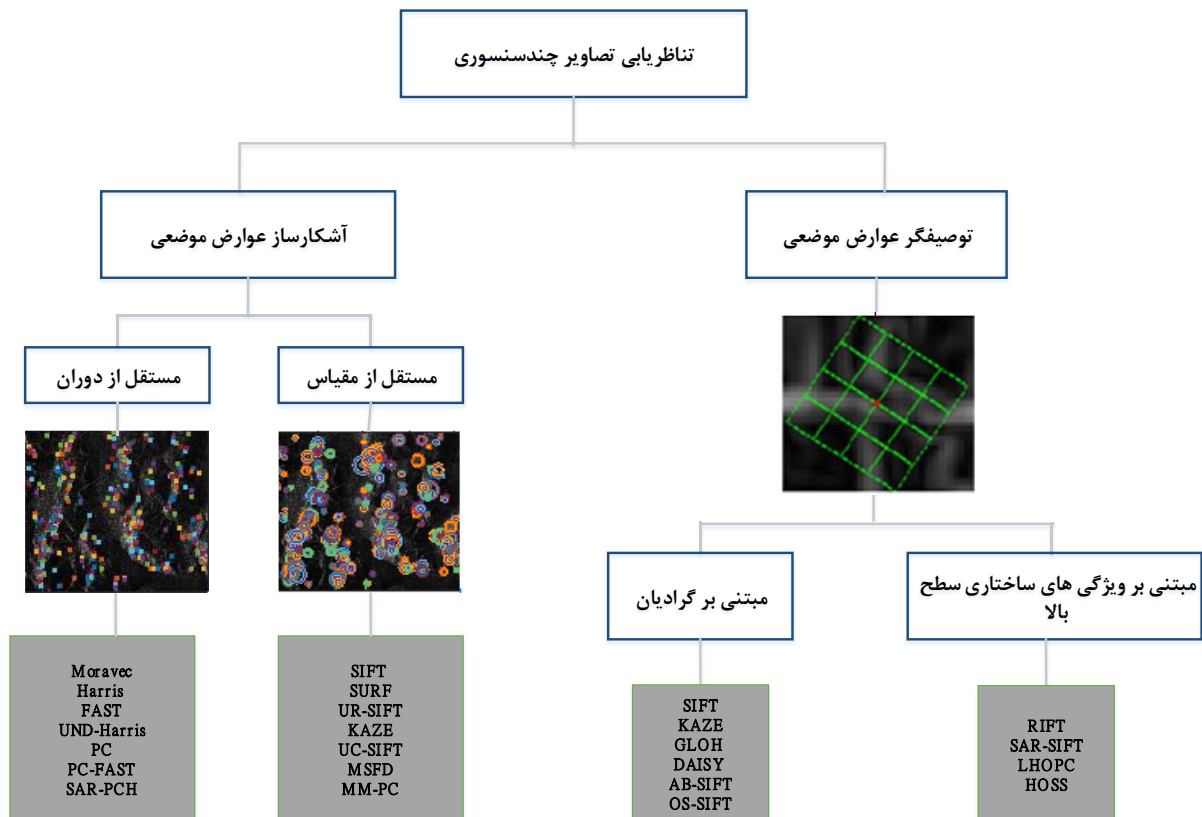 تناظریابی تصاویر چندسنسوری
آشکارساز عوارض موضعی
توصیفگر عوارض موضعی
مستقل از دوران
مستقل از مقیاس
مبتنی بر گرادیان
مبتنی بر ویژگی های ساختاری سطح
بالا
Moravec
Harris
FAST
UND-Harris
PC
PC-FAST
SAR-PCH
SIFT
SURF
UR-SIFT
KAZE
UC-SIFT
MSFD
MM-PC
SIFT
KAZE
GLOH
DAISY
AB-SIFT
OS-SIFT
RIFT
SAR-SIFT
LHOPC
HOSS